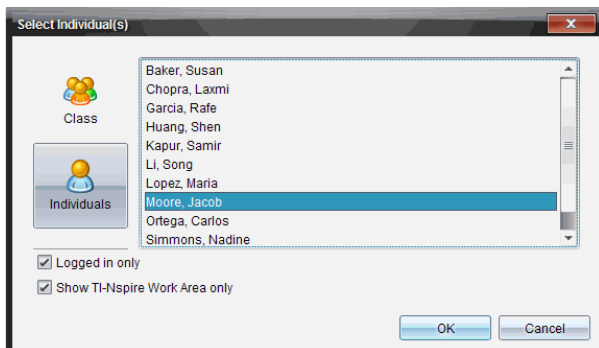 Select Individual(s)
Class
Individuals
Baker, Susan
Chopra, Laxmi
Garcia, Rafe
Huang, Shen
Kapur, Samir
Li, Song
Lopez, Maria
Moore, Jacob
Ortega, Carlos
Simmons, Nadine
Logged in only
Show TI-Nspire Work Area only
OK
Cancel